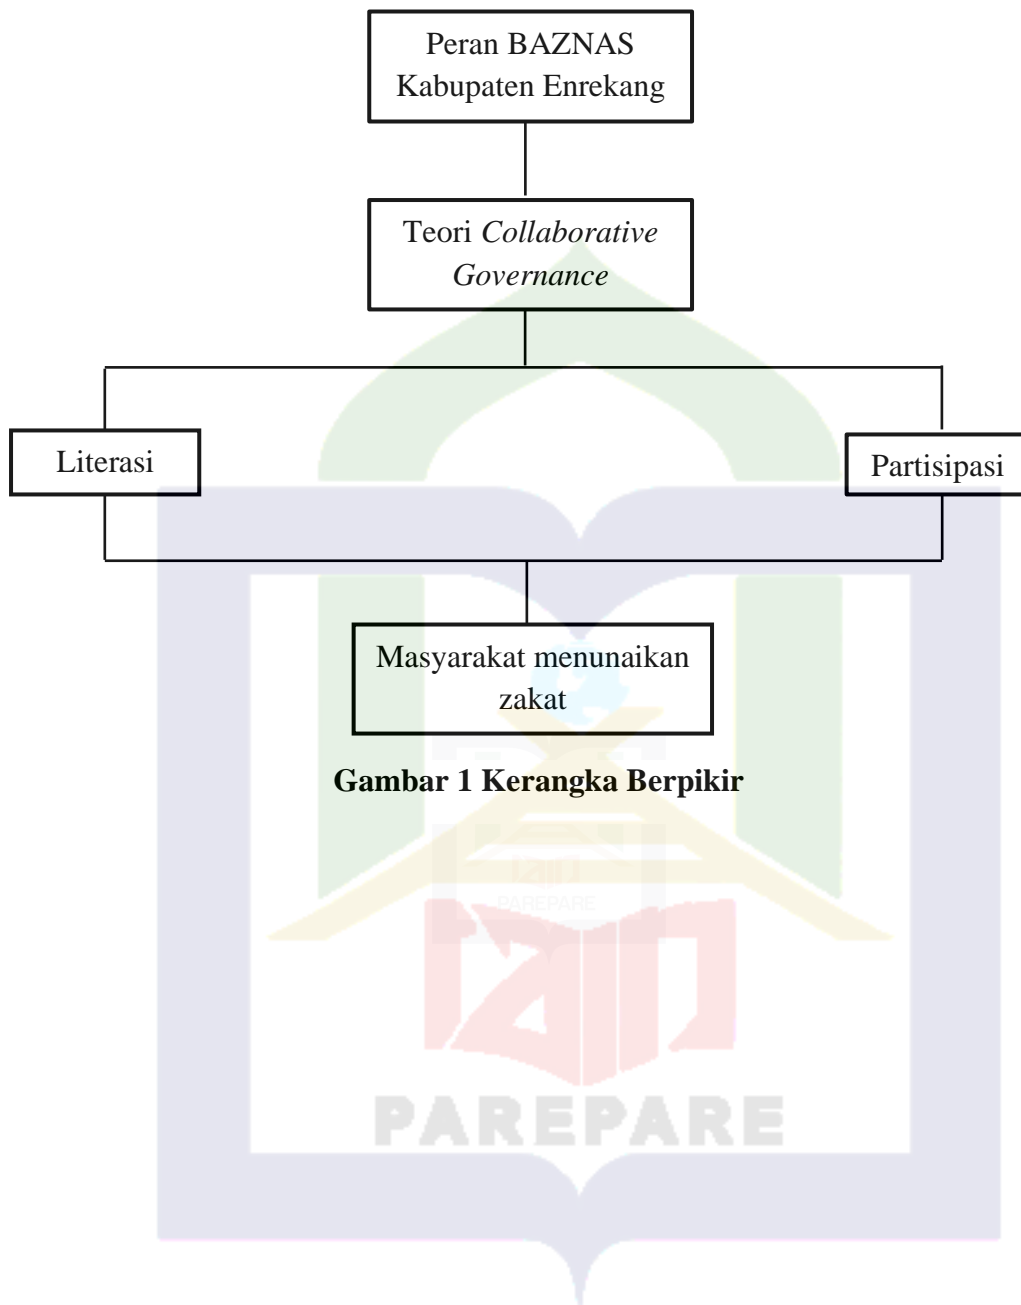 Peran BAZNAS
Kabupaten Enrekang
Teori Collaborative
Governance
Literasi
Partisipasi
Masyarakat menunaikan
zakat
Gambar 1 Kerangka Berpikir
PAREPARE
PAREPARE